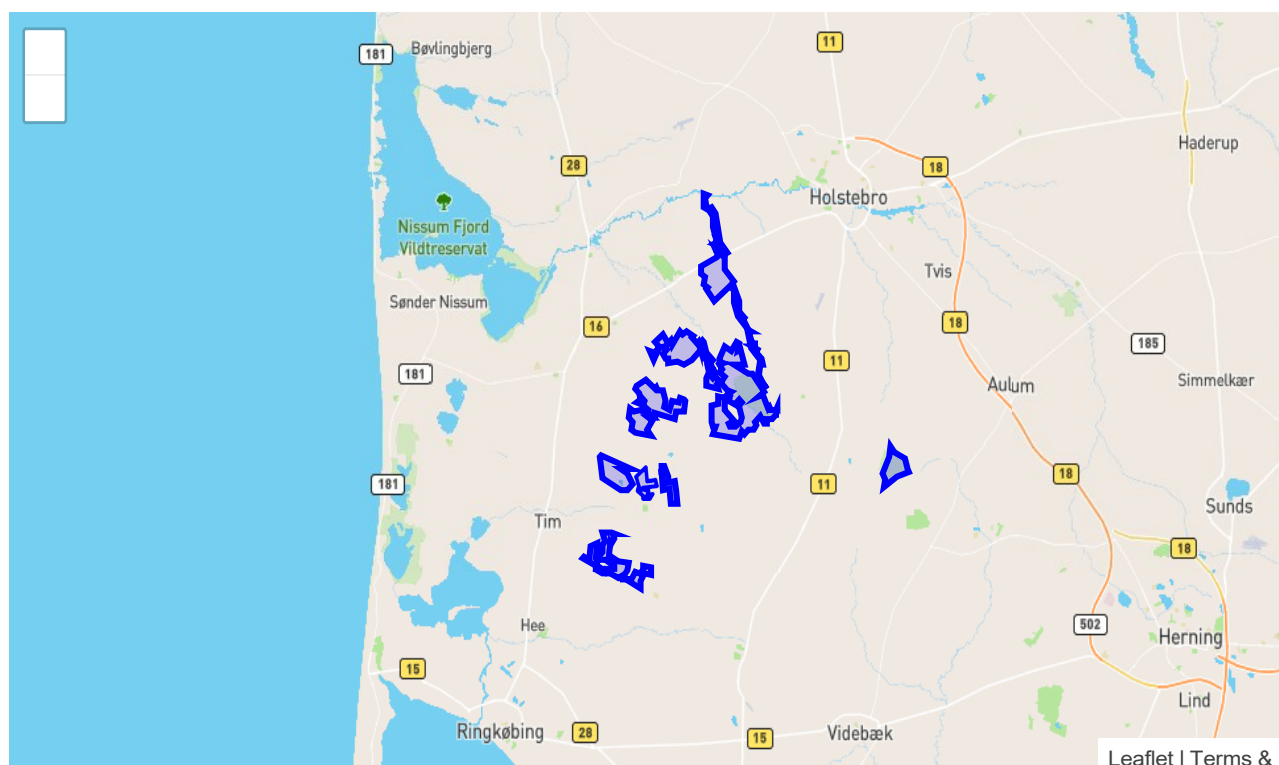 11
181
Bøvlingbjerg
Haderup
28
18
Holstebro
Nissum Fjord
Vildtreservat
Tvis
Sønder Nissum
16
18
185
11
181
Simmelkær
Aulum
18
181
11
Sunds
Tim
18
Hee
502
Herning
15
Lind
Ringkøbing
28
15
Videbæk
Leaflet | Terms &